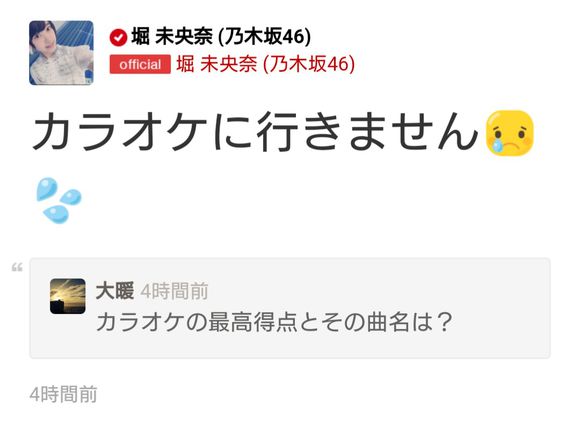 堀 未央奈 (乃木坂46)
official 堀 未央奈 (乃木坂46)
カラオケに行きません😢
💦
大暖 4時間前
カラオケの最高得点とその曲名は？
4時間前